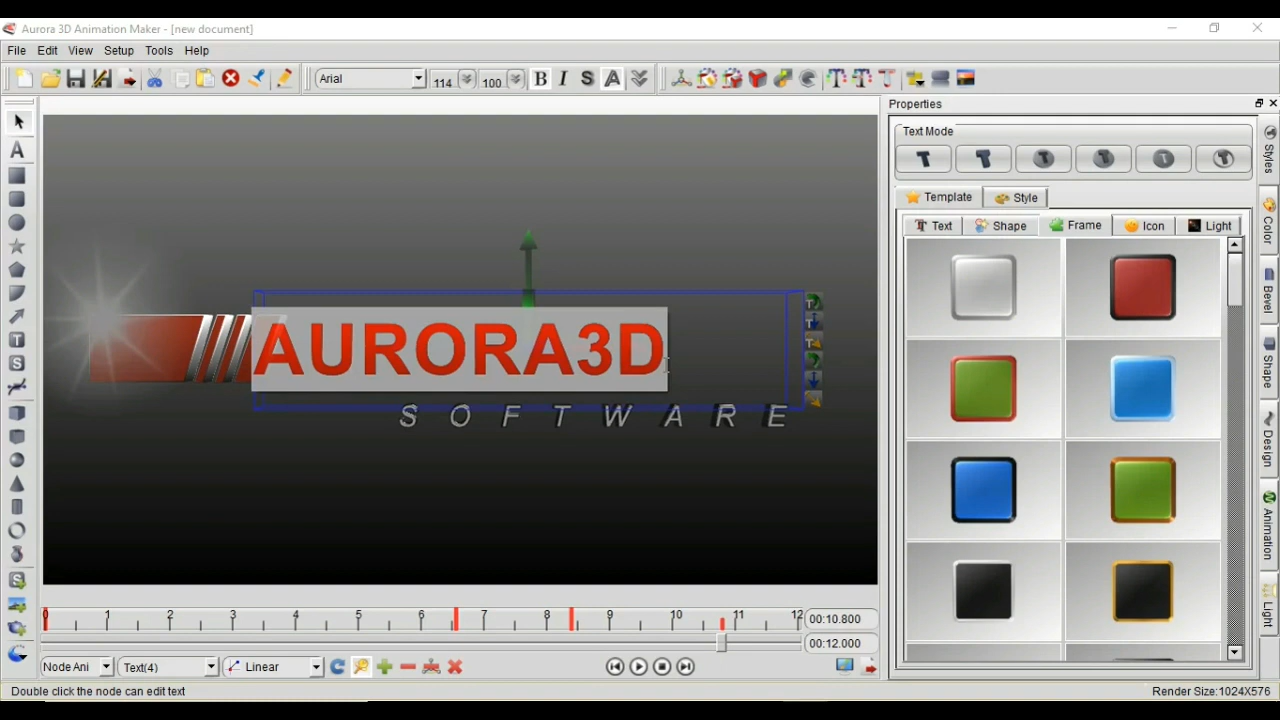 Aurora 3D Animation Maker - [new document]
File Edit View Setup Tools Help
Arial 114 100 B I S A
Properties
Text Mode
Template Style
Text Shape Frame Icon Light
Styles
Color
Bevel
Shape
Design
Animation
Light
AURORA3D
SOFTWARE
0 1 2 3 4 5 6 7 8 9 10 11 12 00:10.800
00:12.000
Node Ani Text(4) Linear
Double click the node can edit text Render Size:1024X576